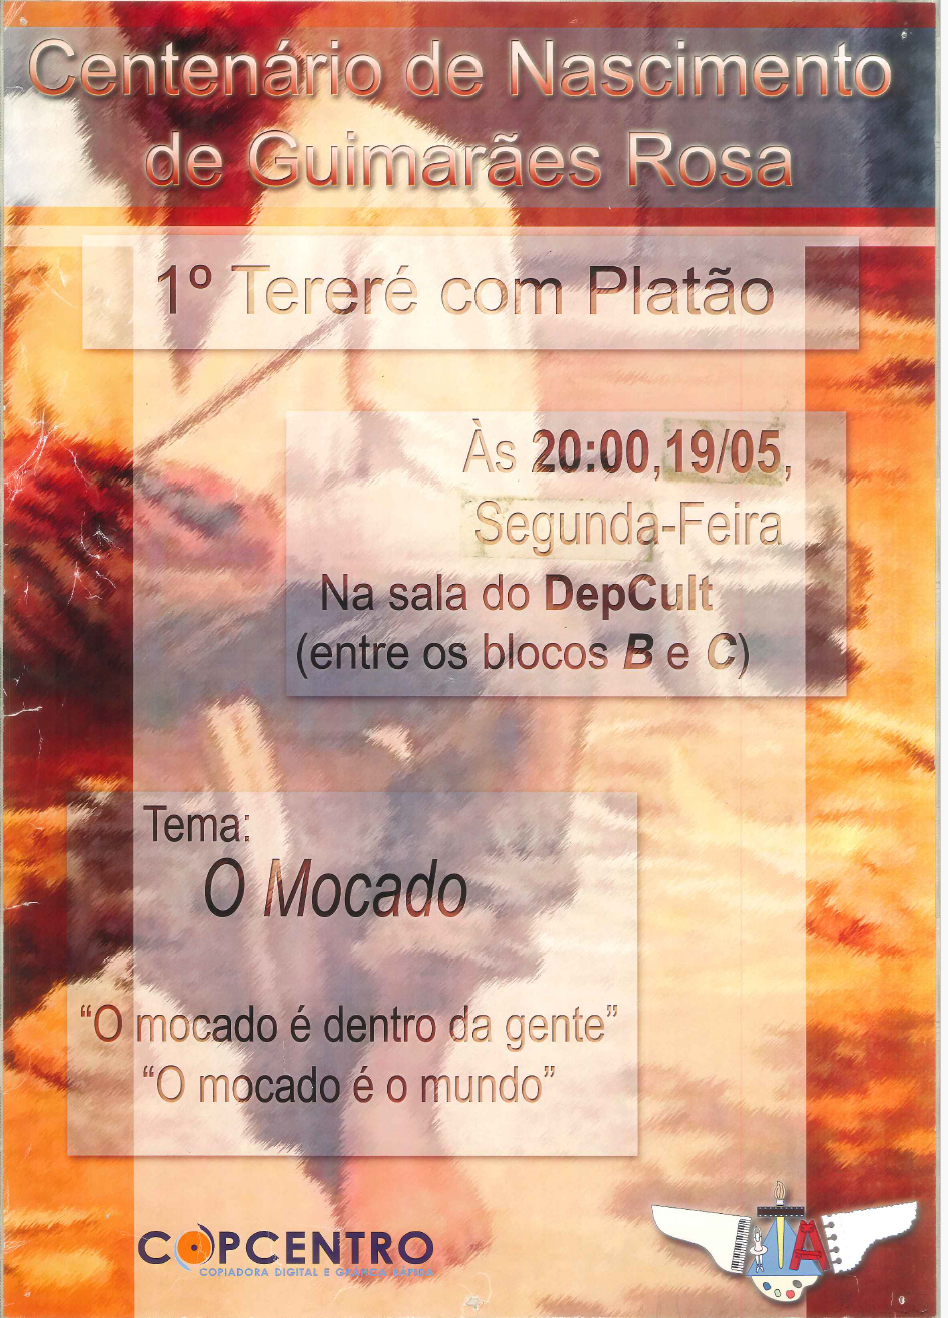 Centenário de Nascimento
de Guimarães Rosa
1º Tereré com Platão
Às 20:00,19/05,
Segunda-Feira
Na sala do DepCult
(entre os blocos B e C)
Tema:
O Mocado
“O mocado é dentro da gente”
“O mocado é o mundo”
COPCENTRO
COPIADORA DIGITAL E GRÁFICA RÁPIDA